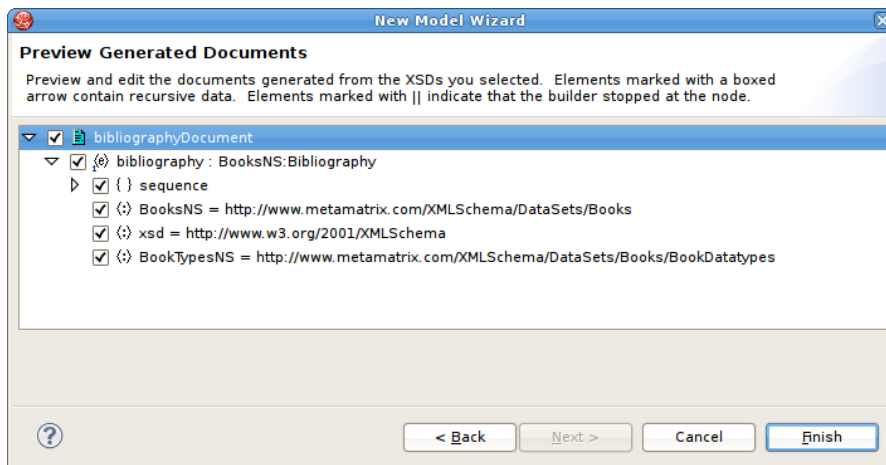 New Model Wizard
Preview Generated Documents
Preview and edit the documents generated from the XSDs you selected. Elements marked with a boxed
arrow contain recursive data. Elements marked with || indicate that the builder stopped at the node.
bibliographyDocument
bibliography : BooksNS:Bibliography
{ } sequence
BooksNS = http://www.metamatrix.com/XMLSchema/DataSets/Books
xsd = http://www.w3.org/2001/XMLSchema
BookTypesNS = http://www.metamatrix.com/XMLSchema/DataSets/Books/BookDatatypes
< Back Next > Cancel Finish